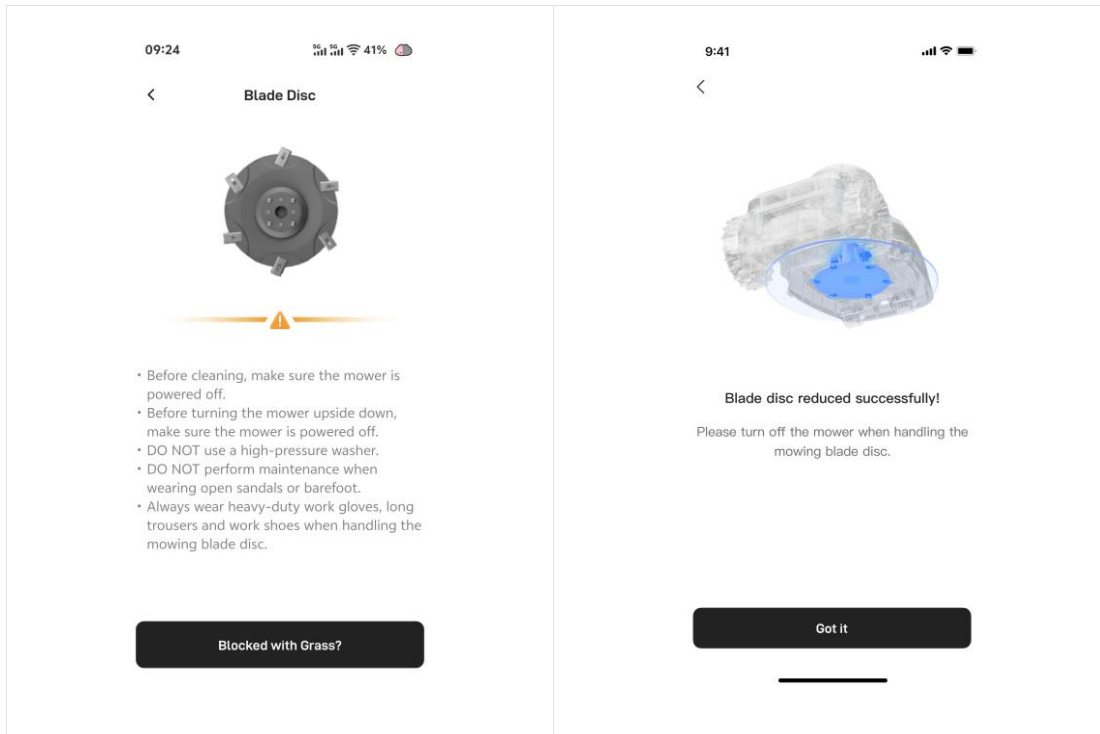 09:24
5G 5G 41%
Blade Disc
• Before cleaning, make sure the mower is
powered off.
• Before turning the mower upside down,
make sure the mower is powered off.
• DO NOT use a high-pressure washer.
• DO NOT perform maintenance when
wearing open sandals or barefoot.
• Always wear heavy-duty work gloves, long
trousers and work shoes when handling the
mowing blade disc.
Blocked with Grass?
9:41
Blade disc reduced successfully!
Please turn off the mower when handling the
mowing blade disc.
Got it